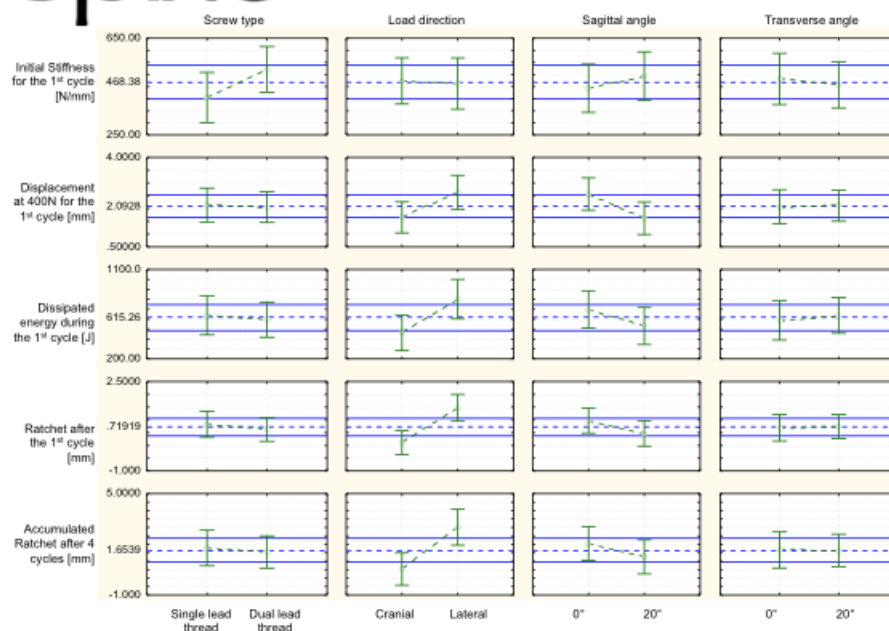 Screw type
Load direction
Sagittal angle
Transverse angle
650.00
Initial Stiffness
for the 1st cycle
[N/mm]
468.38
250.00
4.0000
Displacement
at 400N for the
1st cycle [mm]
2.0928
.50000
1100.0
Dissipated
energy during
the 1st cycle [J]
615.26
200.00
2.5000
Ratchet after
the 1st cycle
[mm]
.71919
-1.000
5.0000
Accumulated
Ratchet after 4
cycles [mm]
1.6539
-1.000
Single lead
thread
Dual lead
thread
Cranial
Lateral
0°
20°
0°
20°